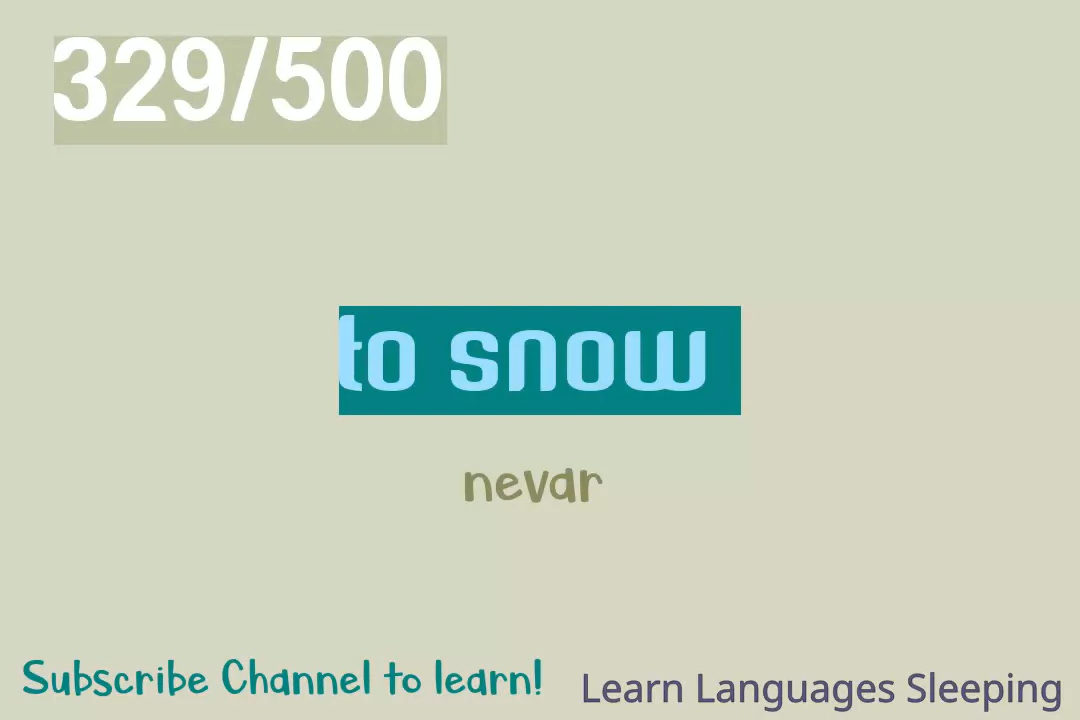 329/500
to snow
nevar
Subscribe Channel to learn!
Learn Languages Sleeping